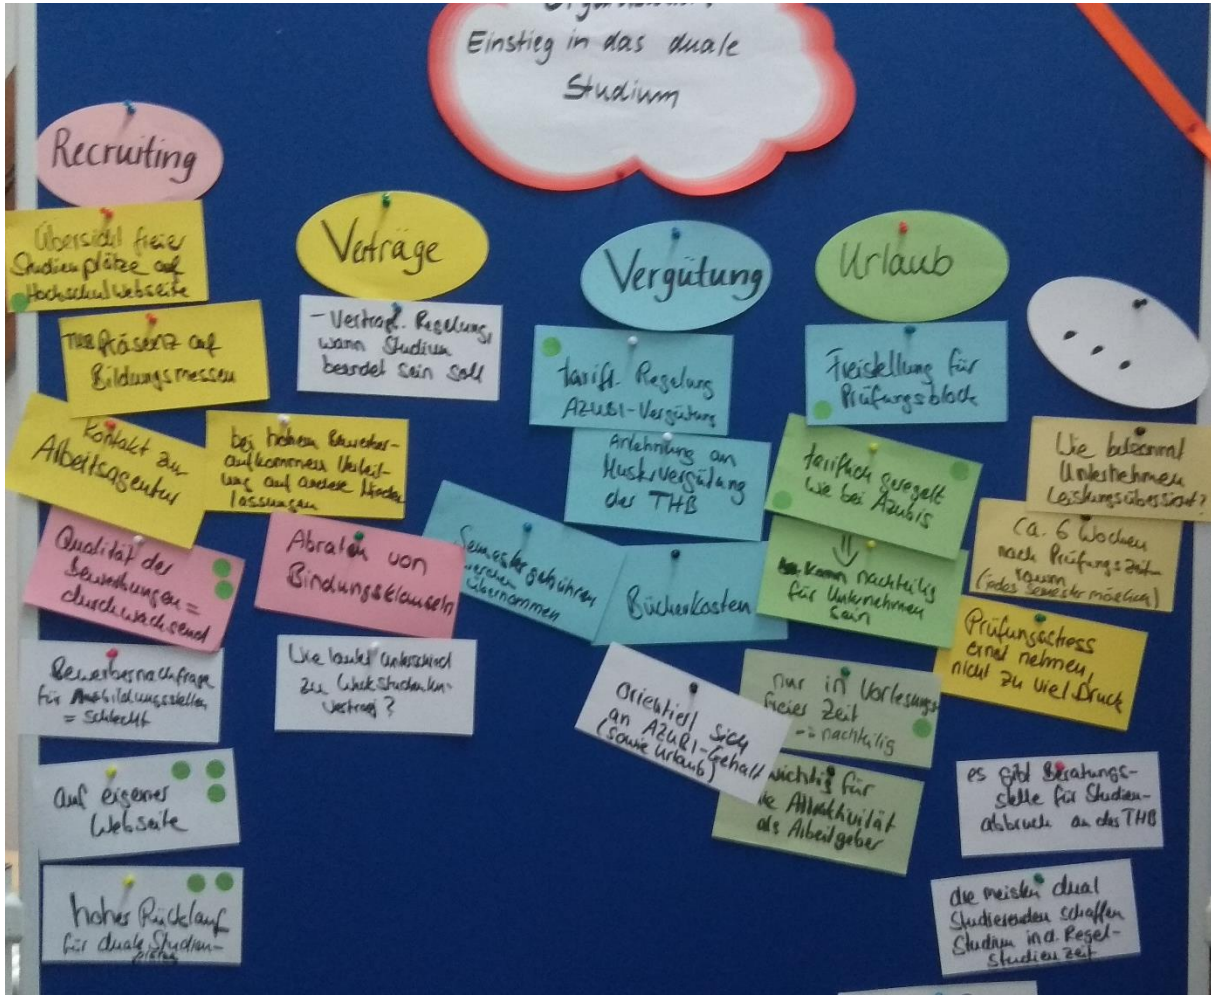 Einstieg in das duale
Studium
Recruiting
Übersicht freier
Studienplätze auf
Hochschulwebseite
Präsenz auf
Bildungsmessen
Kontakt zu
Arbeitsagentur
Qualität der
Bewerbungen =
durchwachsend
Bewerbernachfrage
für Ausbildungsstellen
= schlecht
auf eigener
Webseite
hoher Rücklauf
für duale Studien-
Verträge
- Vertragl. Regelung,
wann Studium
beendet sein soll
bei hohem Bewerber-
aufkommen Verteil-
ung auf andere Nieder
lassungen
Abraten von
Bindungsklauseln
Wie lautet Unterschied
zu Werkstudenten-
vertrag?
Vergütung
tarifl. Regelung
AZUBI-Vergütung
Anlehnung an
der THB
Semestergebühren
werden
übernommen
Bücherkosten
orientiert sich
an AZUBI-Gehalt
(sowie Urlaub)
Urlaub
Freistellung für
Prüfungsblock
tariflich geregelt
wie bei Azubis
⇓
kann nachteilig
für Unternehmen
sein
nur in Vorlesungs
freier Zeit
-> nachteilig
wichtig für
Attraktivität
als Arbeitgeber
...
Wie bekommt
Unternehmen
Leistungsübersicht?
ca. 6 Wochen
nach Prüfungszeit-
raum
(jedes Semester möglich)
Prüfungsstress
ernst nehmen,
nicht zu viel Druck
es gibt Beratungs-
stelle für Studien-
abbruch an der THB
die meisten dual
Studierenden schaffen
Studium in d. Regel-
studienzeit